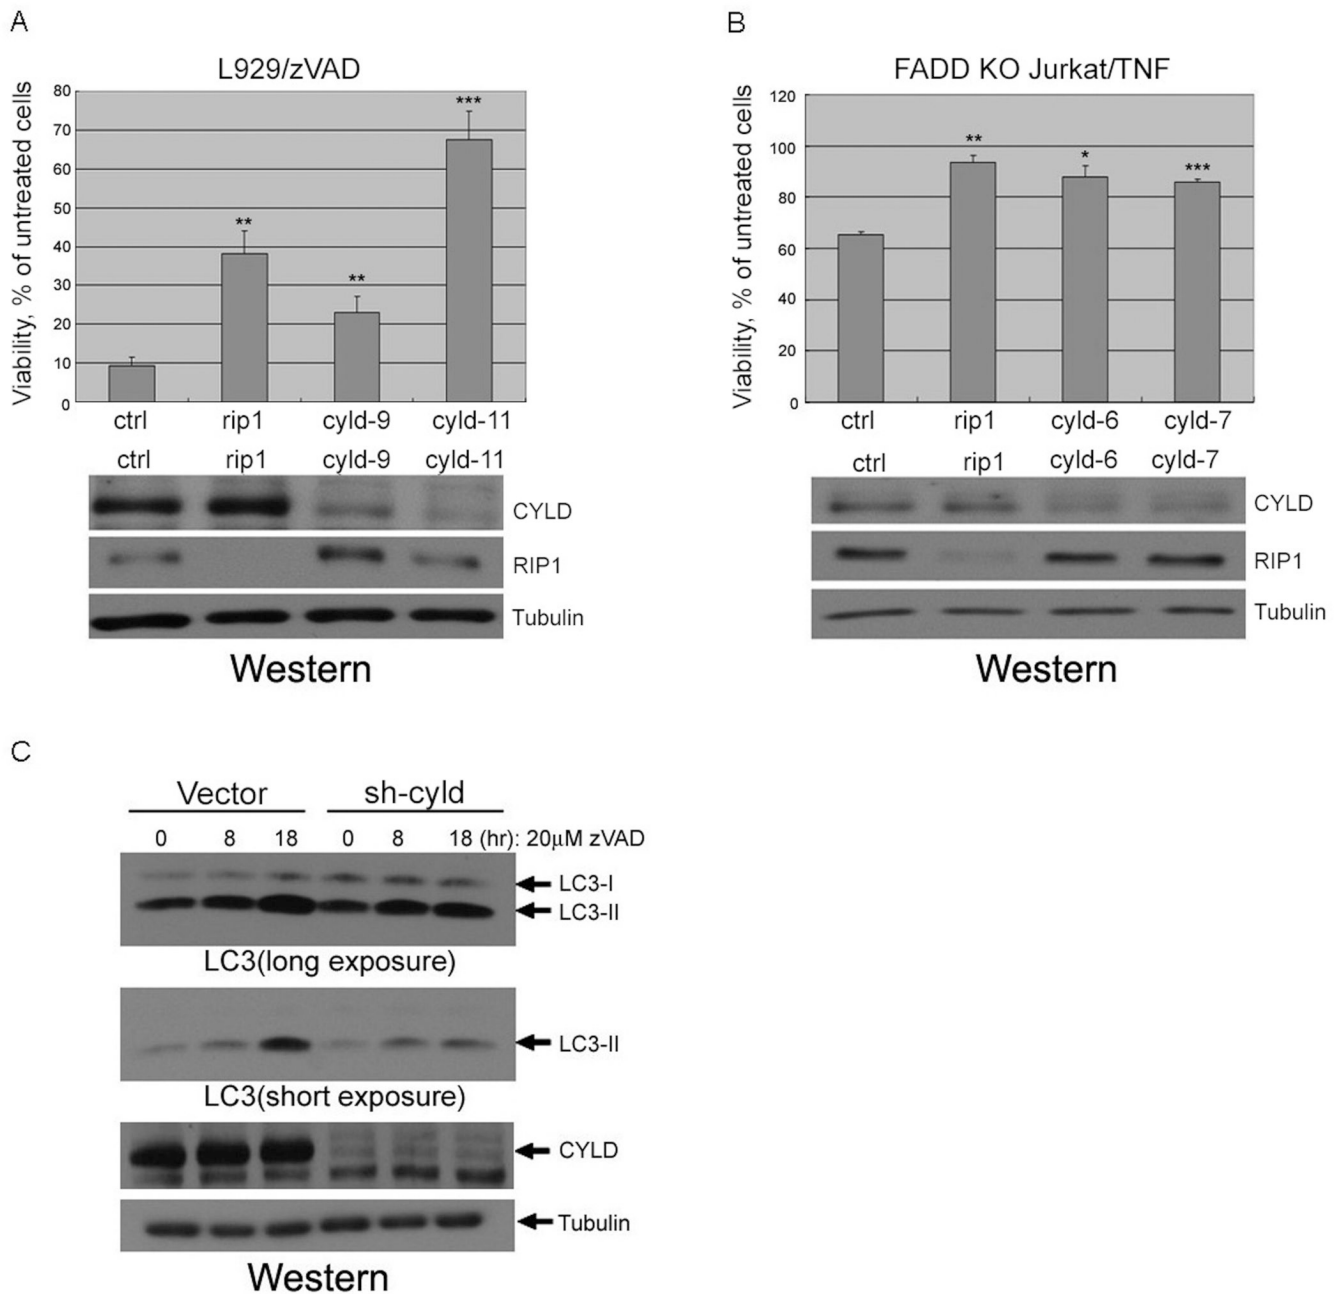 A
L929/zVAD
Viability, % of untreated cells
80
70
60
50
40
30
20
10
0
***
**
**
ctrl rip1 cyld-9 cyld-11
ctrl rip1 cyld-9 cyld-11
CYLD
RIP1
Tubulin
Western
B
FADD KO Jurkat/TNF
Viability, % of untreated cells
120
100
80
60
40
20
0
**
*
***
ctrl rip1 cyld-6 cyld-7
ctrl rip1 cyld-6 cyld-7
CYLD
RIP1
Tubulin
Western
C
Vector sh-cyld
0 8 18 0 8 18 (hr): 20μM zVAD
LC3-I
LC3-II
LC3(long exposure)
LC3-II
LC3(short exposure)
CYLD
Tubulin
Western